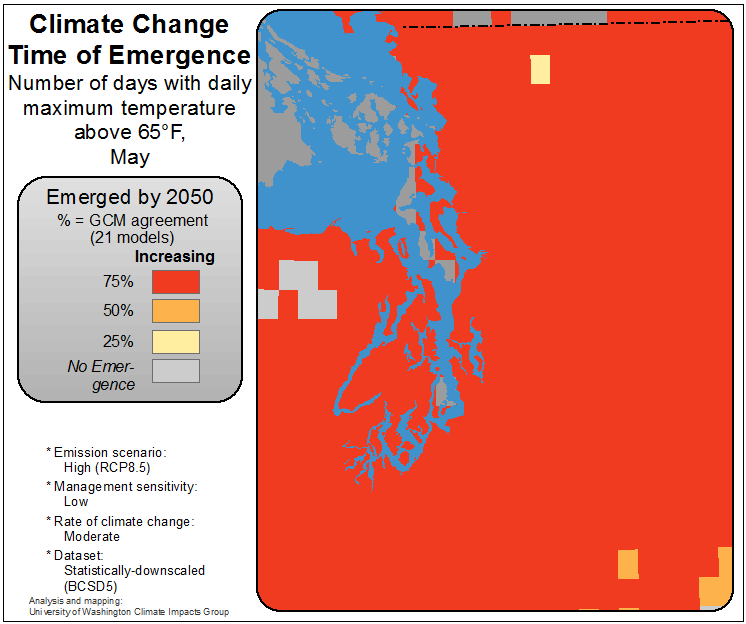 Climate Change
Time of Emergence
Number of days with daily
maximum temperature
above 65°F,
May
Emerged by 2050
% = GCM agreement
(21 models)
Increasing
75%
50%
25%
No Emer-
gence
* Emission scenario:
High (RCP8.5)
* Management sensitivity:
Low
* Rate of climate change:
Moderate
* Dataset:
Statistically-downscaled
(BCSD5)
Analysis and mapping:
University of Washington Climate Impacts Group